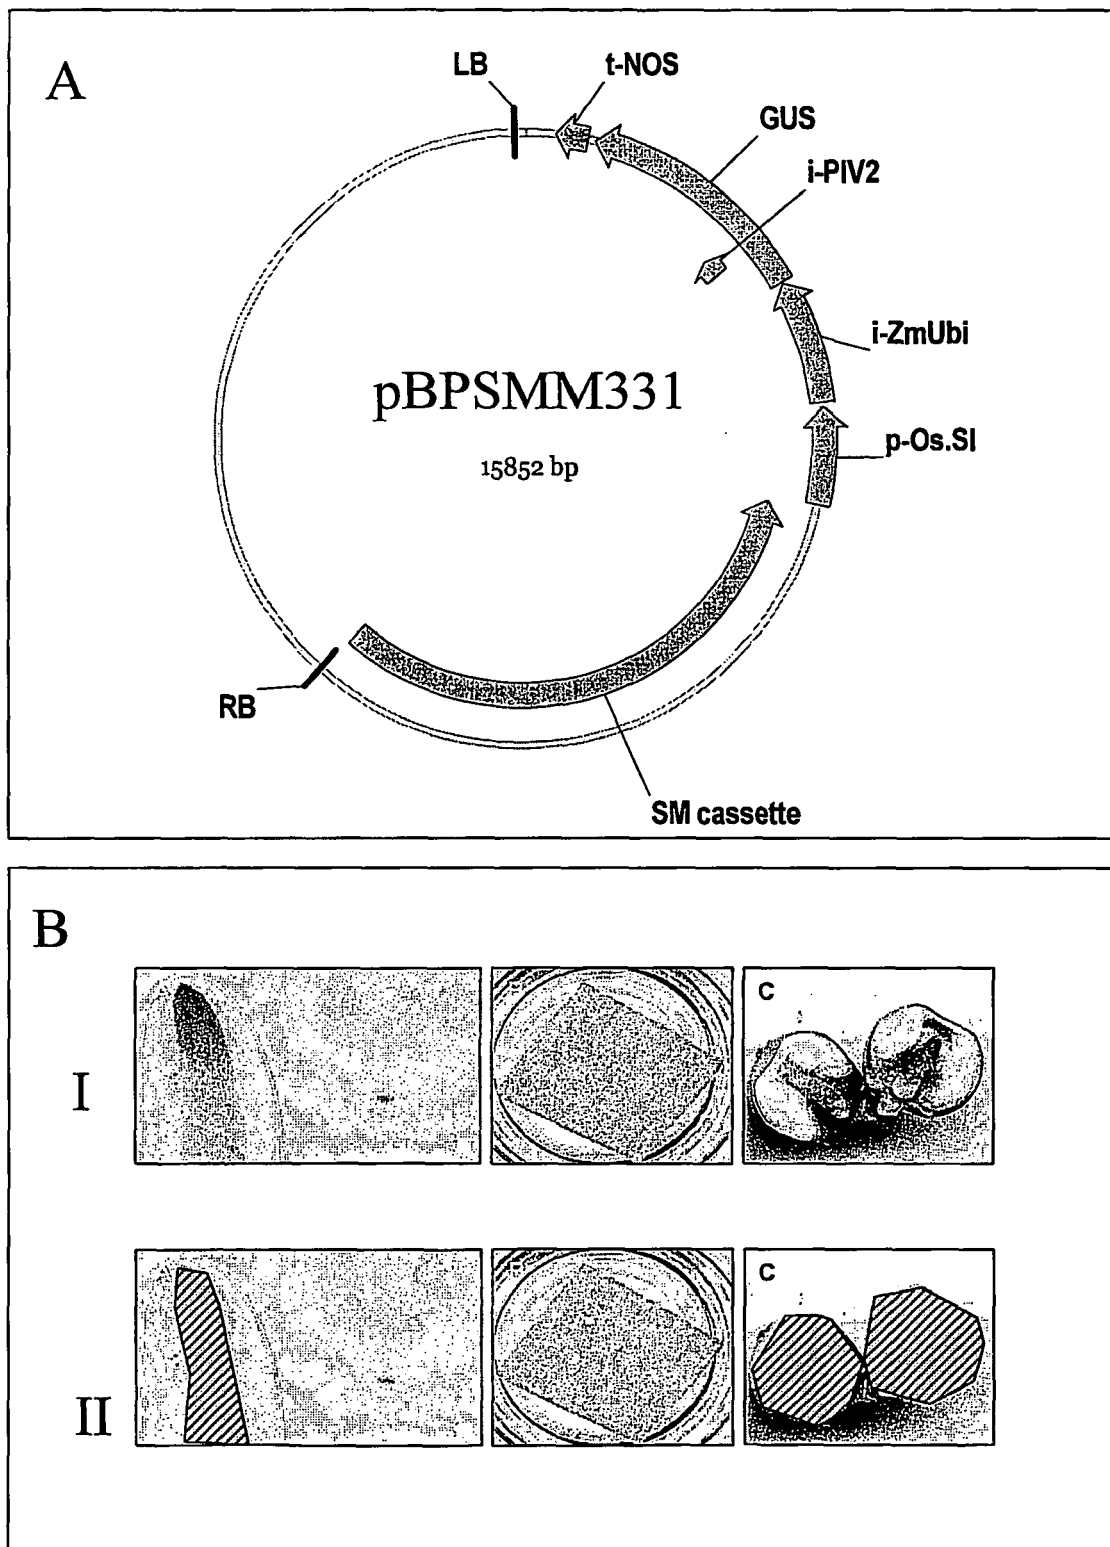 A
LB
t-NOS
GUS
i-PIV2
i-ZmUbi
p-Os.SI
pBPSMM331
15852 bp
RB
SM cassette
B
I
C
II
C